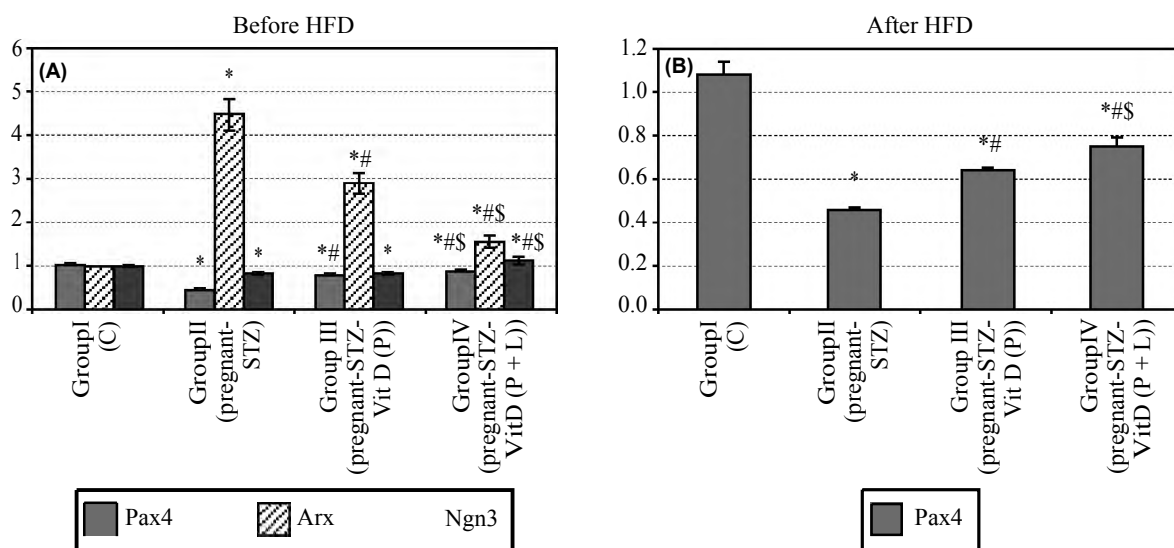 Before HFD
6
(A)
5
4
3
2
1
0
*
*
*
*#
*#
*
*#$
*#$
*#$
GroupI
(C)
GroupII
(pregnant-
STZ)
Group III
(pregnant-STZ-
Vit D (P))
GroupIV
(pregnant-STZ-
VitD (P + L))
Pax4
Arx
Ngn3
After HFD
1.2
(B)
1.0
0.8
0.6
0.4
0.2
0.0
*
*#
*#$
GroupI
(C)
GroupII
(pregnant-
STZ)
Group III
(pregnant-STZ-
Vit D (P))
GroupIV
(pregnant-STZ-
VitD (P + L))
Pax4